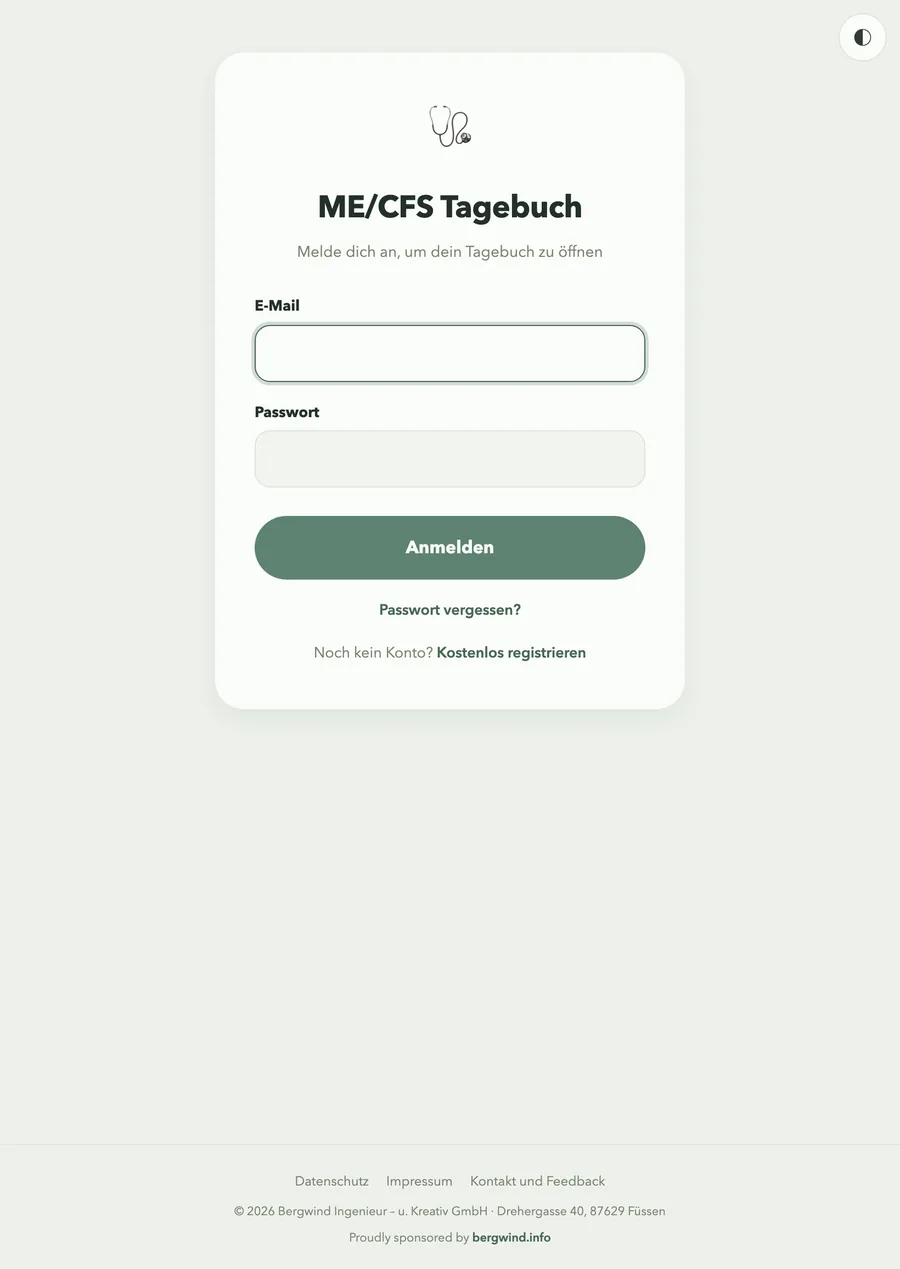 ME/CFS Tagebuch
Melde dich an, um dein Tagebuch zu öffnen
E-Mail
Passwort
Anmelden
Passwort vergessen?
Noch kein Konto? Kostenlos registrieren
Datenschutz Impressum Kontakt und Feedback
© 2026 Bergwind Ingenieur – u. Kreativ GmbH · Drehergasse 40, 87629 Füssen
Proudly sponsored by bergwind.info